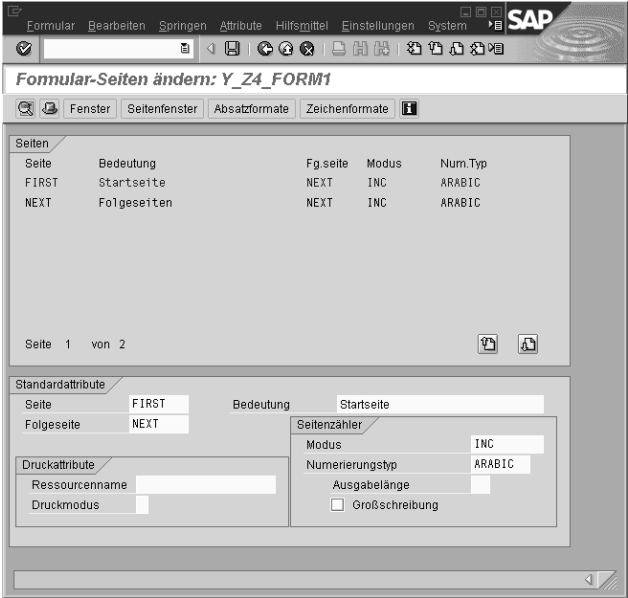 Formular Bearbeiten Springen Attribute Hilfsmittel Einstellungen System SAP
Formular-Seiten ändern: Y_Z4_FORM1
Fenster Seitenfenster Absatzformate Zeichenformate
Seiten
Seite Bedeutung Fg.seite Modus Num.Typ
FIRST Startseite NEXT INC ARABIC
NEXT Folgeseiten NEXT INC ARABIC
Seite 1 von 2
Standardattribute
Seite FIRST Bedeutung Startseite
Folgeseite NEXT Seitenzähler
Modus INC
Druckattribute Numerierungstyp ARABIC
Ressourcenname Ausgabelänge
Druckmodus Großschreibung